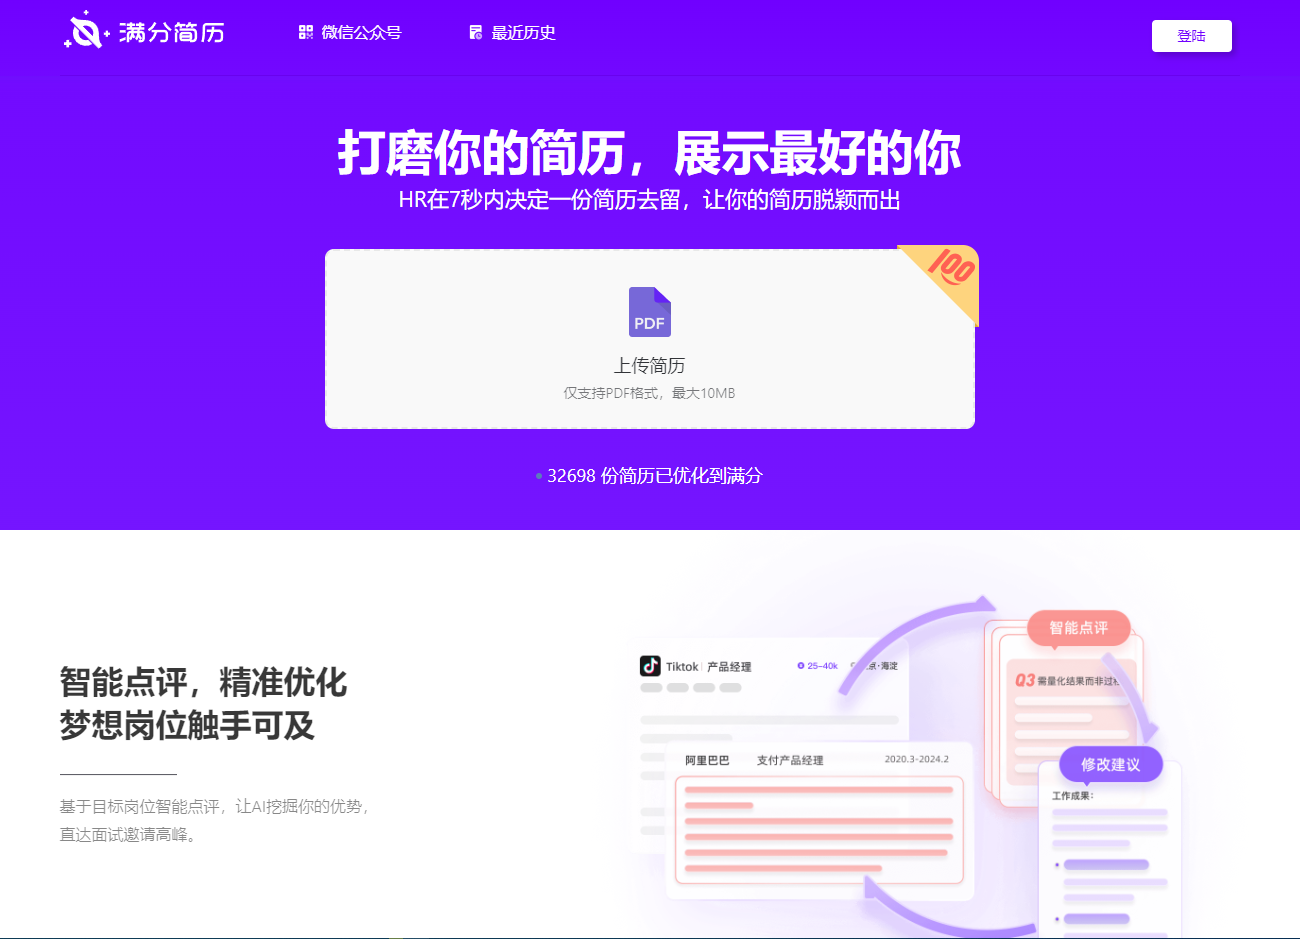 满分简历
微信公众号
最近历史
登陆
打磨你的简历，展示最好的你
HR在7秒内决定一份简历去留，让你的简历脱颖而出
100
PDF
上传简历
仅支持PDF格式，最大10MB
32698 份简历已优化到满分
智能点评，精准优化
梦想岗位触手可及
基于目标岗位智能点评，让AI挖掘你的优势，
直达面试邀请高峰。
Tiktok 产品经理
25-40k
京·海淀
智能点评
Q3 需量化结果而非过程
阿里巴巴 支付产品经理 2020.3-2024.2
修改建议
工作成果：